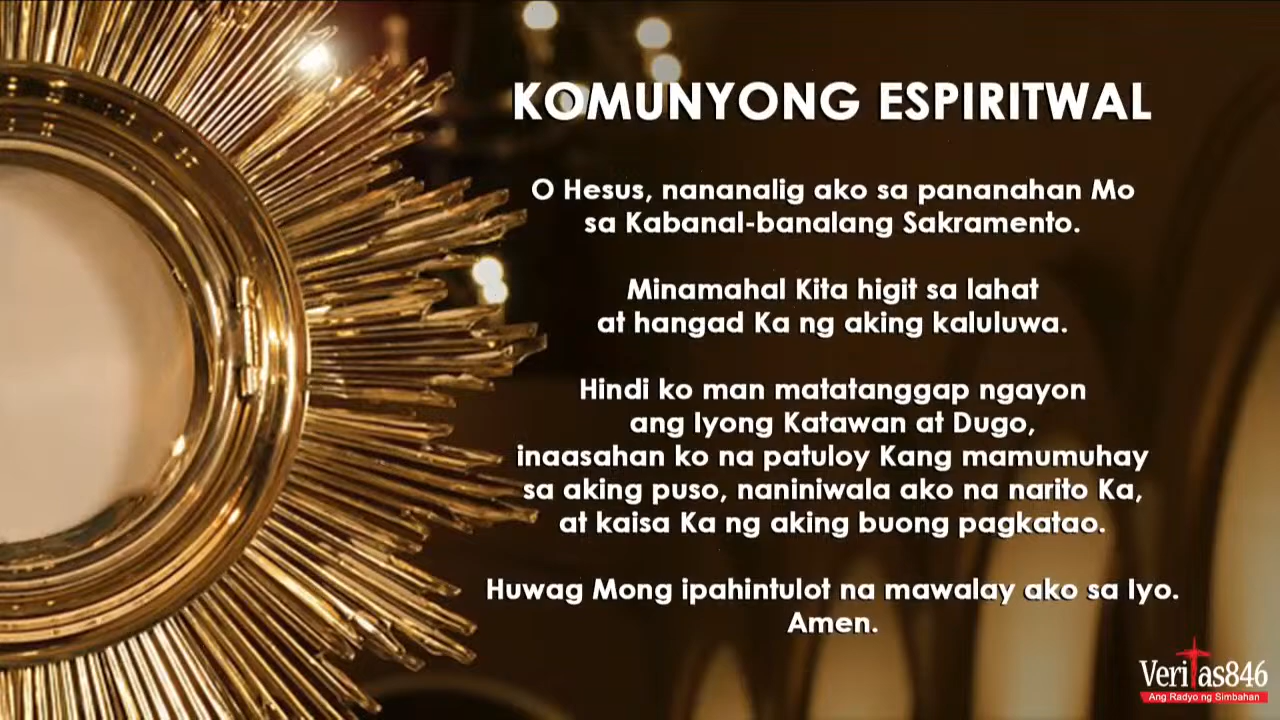 KOMUNYONG ESPIRITWAL
O Hesus, nananalig ako sa pananahan Mo
sa Kabanal-banalang Sakramento.
Minamahal Kita higit sa lahat
at hangad Ka ng aking kaluluwa.
Hindi ko man matatanggap ngayon
ang Iyong Katawan at Dugo,
inaasahan ko na patuloy Kang mamumuhay
sa aking puso, naniniwala ako na narito Ka,
at kaisa Ka ng aking buong pagkatao.
Huwag Mong ipahintulot na mawalay ako sa Iyo.
Amen.
Veritas846
Ang Radyo ng Simbahan